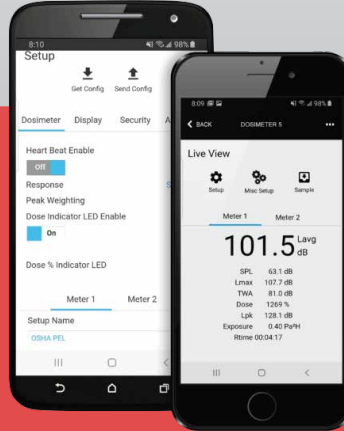 8:10
98%
Setup
Get Config Send Config
Dosimeter Display Security
Heart Beat Enable
Off
Response
Peak Weighting
Dose Indicator LED Enable
On
Dose % Indicator LED
Meter 1 Meter 2
Setup Name
OSHA PEL
8:09
98%
BACK DOSIMETER 5
Live View
Setup Misc Setup Sample
Meter 1 Meter 2
101.5 Lavg dB
SPL 63.1 dB
Lmax 107.7 dB
TWA 81.0 dB
Dose 1269 %
Lpk 128.1 dB
Exposure 0.40 Pa²H
Rtime 00:04:17